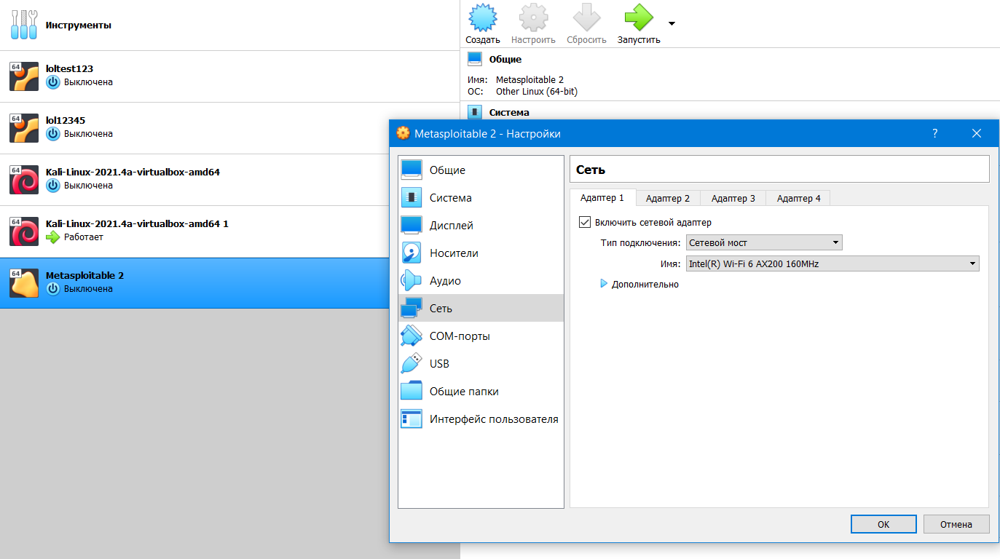 Инструменты
64
loltest123
Выключена
64
lol12345
Выключена
64
Kali-Linux-2021.4a-virtualbox-amd64
Выключена
64
Kali-Linux-2021.4a-virtualbox-amd64 1
Работает
64
Metasploitable 2
Выключена
Создать Настроить Сбросить Запустить
Общие
Имя: Metasploitable 2
ОС: Other Linux (64-bit)
Система
Metasploitable 2 - Настройки ?
Общие
Система
Дисплей
Носители
Аудио
Сеть
COM-порты
USB
Общие папки
Интерфейс пользователя
Сеть
Адаптер 1 Адаптер 2 Адаптер 3 Адаптер 4
Включить сетевой адаптер
Тип подключения: Сетевой мост
Имя: Intel(R) Wi-Fi 6 AX200 160MHz
Дополнительно
OK Отмена